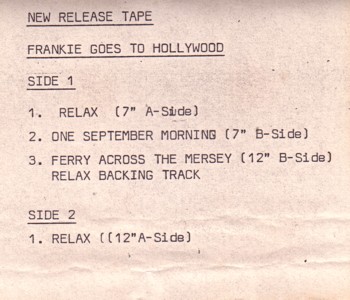 NEW RELEASE TAPE
FRANKIE GOES TO HOLLYWOOD
SIDE 1
1. RELAX (7" A-Side)
2. ONE SEPTEMBER MORNING (7" B-Side)
3. FERRY ACROSS THE MERSEY (12" B-Side)
RELAX BACKING TRACK
SIDE 2
1. RELAX ((12"A-Side)